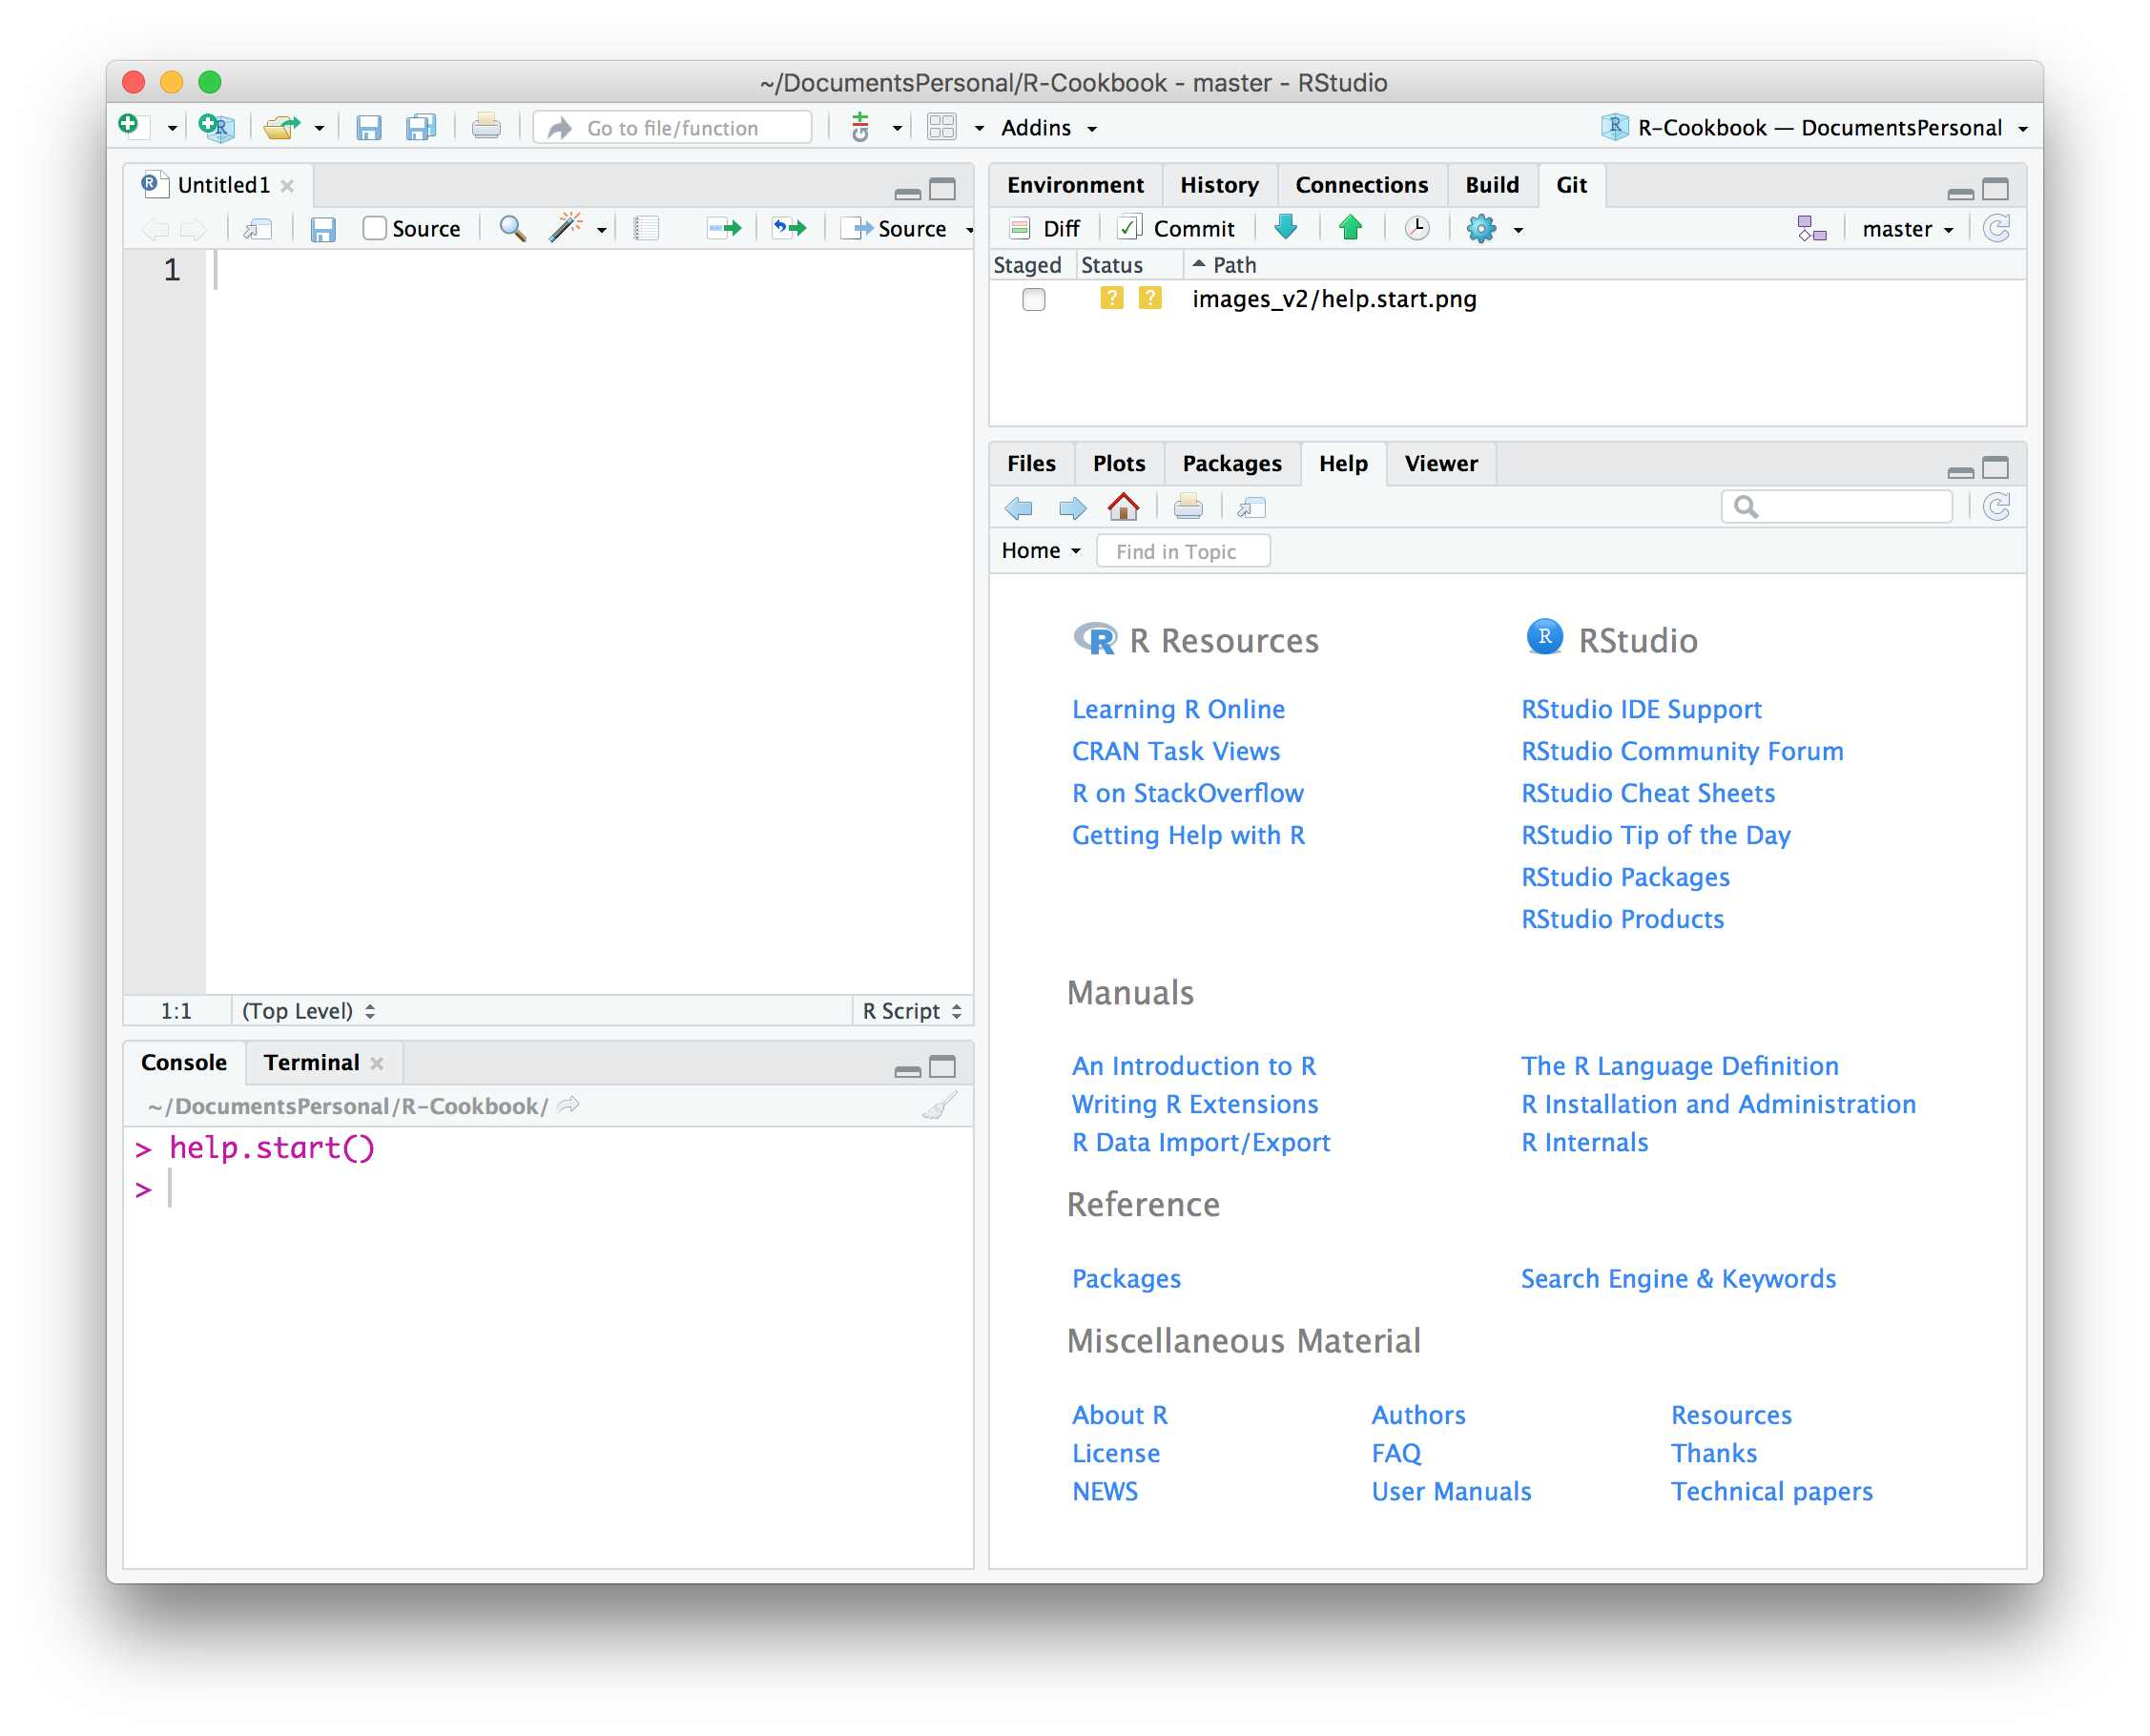 ~/DocumentsPersonal/R-Cookbook - master - RStudio
Go to file/function
Addins
R-Cookbook — DocumentsPersonal
Untitled1
Source
Source
1
1:1 (Top Level) R Script
Console Terminal
~/DocumentsPersonal/R-Cookbook/
> help.start()
>
Environment History Connections Build Git
Diff Commit master
Staged Status Path
? ? images_v2/help.start.png
Files Plots Packages Help Viewer
Home Find in Topic
R Resources
Learning R Online
CRAN Task Views
R on StackOverflow
Getting Help with R
R RStudio
RStudio IDE Support
RStudio Community Forum
RStudio Cheat Sheets
RStudio Tip of the Day
RStudio Packages
RStudio Products
Manuals
An Introduction to R The R Language Definition
Writing R Extensions R Installation and Administration
R Data Import/Export R Internals
Reference
Packages Search Engine & Keywords
Miscellaneous Material
About R Authors Resources
License FAQ Thanks
NEWS User Manuals Technical papers